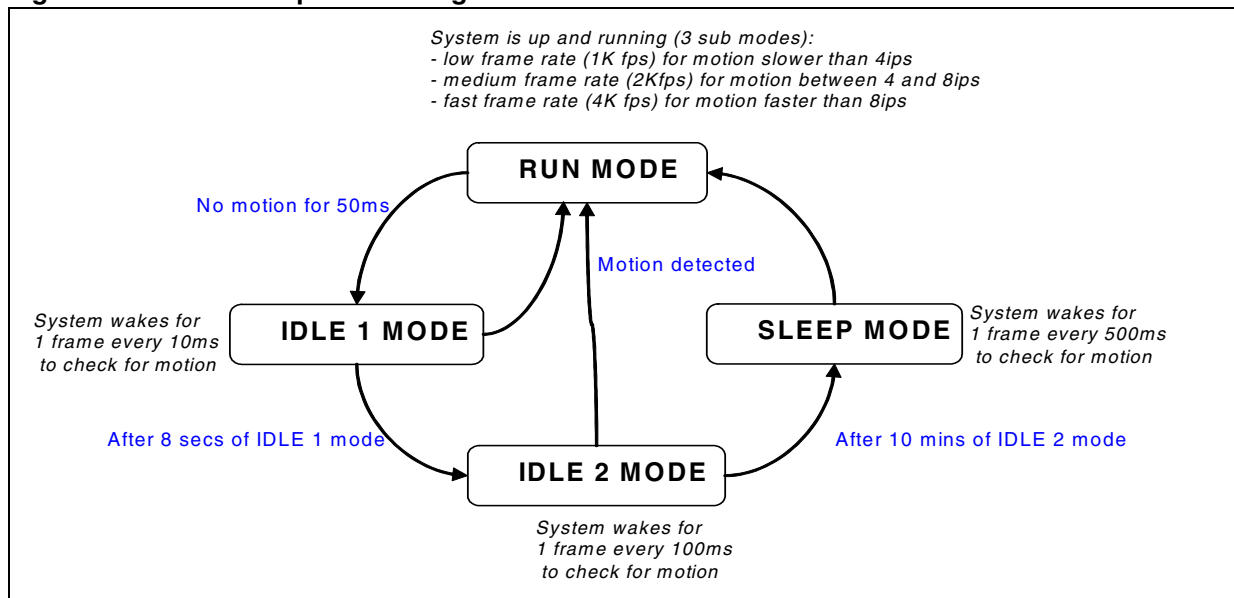 System is up and running (3 sub modes):
- low frame rate (1K fps) for motion slower than 4ips
- medium frame rate (2Kfps) for motion between 4 and 8ips
- fast frame rate (4K fps) for motion faster than 8ips
RUN MODE
No motion for 50ms
Motion detected
IDLE 1 MODE
System wakes for
1 frame every 10ms
to check for motion
SLEEP MODE
System wakes for
1 frame every 500ms
to check for motion
After 8 secs of IDLE 1 mode
After 10 mins of IDLE 2 mode
IDLE 2 MODE
System wakes for
1 frame every 100ms
to check for motion